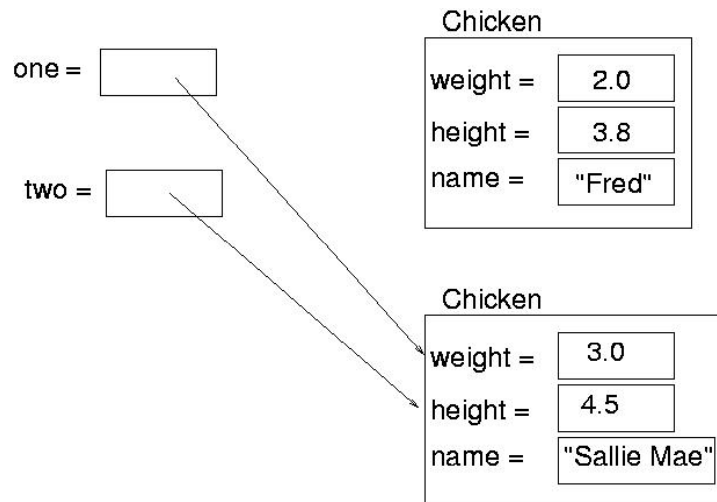 Chicken
one =
weight = 2.0
height = 3.8
two =
name = "Fred"
Chicken
weight = 3.0
height = 4.5
name = "Sallie Mae"